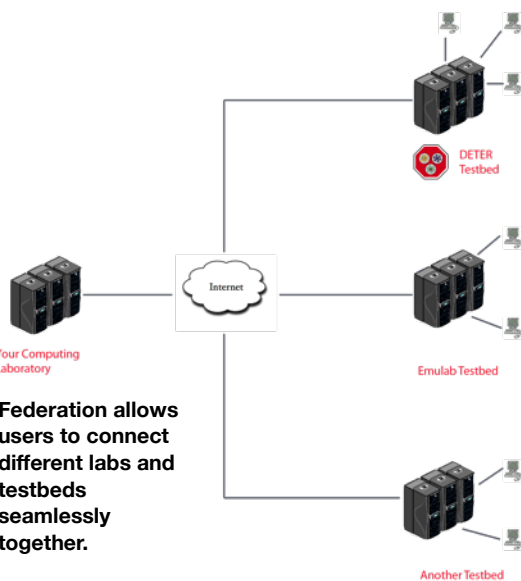 DETER
Testbed
Internet
Your Computing
Laboratory
Emulab Testbed
Federation allows
users to connect
different labs and
testbeds
seamlessly
together.
Another Testbed